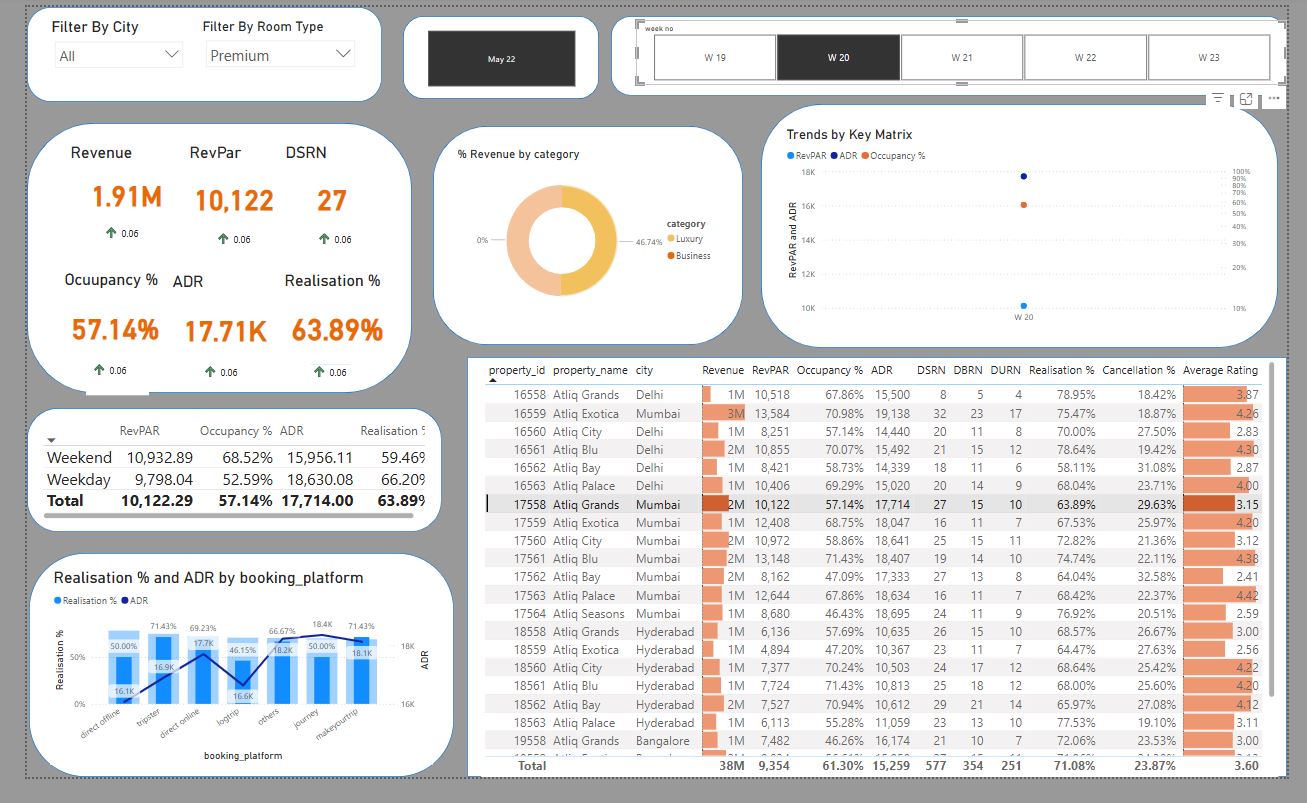 Filter By City
All
Filter By Room Type
Premium
May 22
week no
W 19 W 20 W 21 W 22 W 23
Revenue RevPar DSRN
1.91M 10,122 27
0.06 0.06 0.06
Ocuupancy % ADR Realisation %
57.14% 17.71K 63.89%
0.06 0.06 0.06
% Revenue by category
0%
46.74%
category
Luxury
Business
Trends by Key Matrix
RevPAR ADR Occupancy %
RevPAR and ADR
18K
16K
14K
12K
10K
100%
90%
80%
70%
60%
50%
40%
30%
20%
10%
W 20
RevPAR Occupancy % ADR Realisation %
Weekend 10,932.89 68.52% 15,956.11 59.46%
Weekday 9,798.04 52.59% 18,630.08 66.20%
Total 10,122.29 57.14% 17,714.00 63.89%
Realisation % and ADR by booking_platform
Realisation % ADR
Realisation %
50%
0%
50.00% 71.43% 69.23% 46.15% 66.67% 50.00% 71.43%
16.1K 16.9K 17.7K 16.6K 18.2K 18.4K 18.1K
18K
16K
ADR
direct offline tripster direct online logtrip others journey makeyourtrip
booking_platform
property_id property_name city Revenue RevPAR Occupancy % ADR DSRN DBRN DURN Realisation % Cancellation % Average Rating
16558 Atliq Grands Delhi 1M 10,518 67.86% 15,500 8 5 4 78.95% 18.42% 3.87
16559 Atliq Exotica Mumbai 3M 13,584 70.98% 19,138 32 23 17 75.47% 18.87% 4.26
16560 Atliq City Delhi 1M 8,251 57.14% 14,440 20 11 8 70.00% 27.50% 2.83
16561 Atliq Blu Delhi 2M 10,855 70.07% 15,492 21 15 12 78.64% 19.42% 4.30
16562 Atliq Bay Delhi 1M 8,421 58.73% 14,339 18 11 6 58.11% 31.08% 2.87
16563 Atliq Palace Delhi 1M 10,406 69.29% 15,020 20 14 9 68.04% 23.71% 4.00
17558 Atliq Grands Mumbai 2M 10,122 57.14% 17,714 27 15 10 63.89% 29.63% 3.15
17559 Atliq Exotica Mumbai 2M 12,408 68.75% 18,047 16 11 7 67.53% 25.97% 4.20
17560 Atliq City Mumbai 2M 10,972 58.86% 18,641 25 15 11 72.82% 21.36% 3.12
17561 Atliq Blu Mumbai 2M 13,148 71.43% 18,407 19 14 10 74.74% 22.11% 4.38
17562 Atliq Bay Mumbai 2M 8,162 47.09% 17,333 27 13 8 64.04% 32.58% 2.41
17563 Atliq Palace Mumbai 1M 12,644 67.86% 18,634 16 11 7 68.42% 22.37% 4.42
17564 Atliq Seasons Mumbai 1M 8,680 46.43% 18,695 24 11 9 76.92% 20.51% 2.59
18558 Atliq Grands Hyderabad 1M 6,136 57.69% 10,635 26 15 10 68.57% 26.67% 3.00
18559 Atliq Exotica Hyderabad 1M 4,894 47.20% 10,367 23 11 7 64.47% 27.63% 2.56
18560 Atliq City Hyderabad 1M 7,377 70.24% 10,503 24 17 12 68.64% 25.42% 4.22
18561 Atliq Blu Hyderabad 1M 7,724 71.43% 10,813 25 18 12 68.00% 25.60% 4.20
18562 Atliq Bay Hyderabad 2M 7,527 70.94% 10,612 29 21 14 65.97% 27.08% 4.12
18563 Atliq Palace Hyderabad 1M 6,113 55.28% 11,059 23 13 10 77.53% 19.10% 3.11
19558 Atliq Grands Bangalore 1M 7,482 46.26% 16,174 21 10 7 72.06% 23.53% 3.00
Total 38M 9,354 61.30% 15,259 577 354 251 71.08% 23.87% 3.60